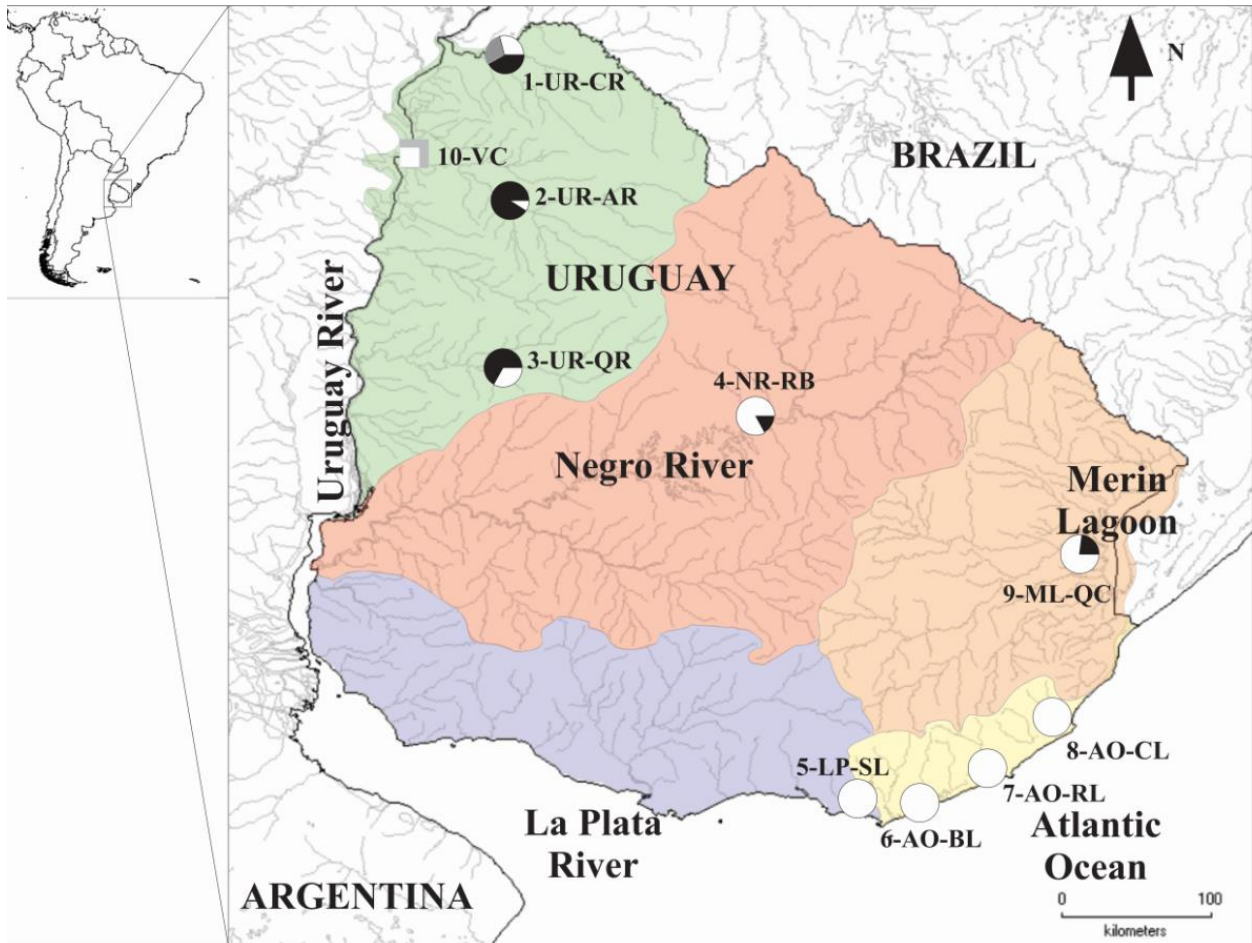 N
1-UR-CR
BRAZIL
10-VC
2-UR-AR
URUGUAY
Uruguay River
3-UR-QR
4-NR-RB
Negro River
Merin
Lagoon
9-ML-QC
8-AO-CL
5-LP-SL
7-AO-RL
La Plata
River
6-AO-BL
Atlantic
Ocean
ARGENTINA
0 100
kilometers